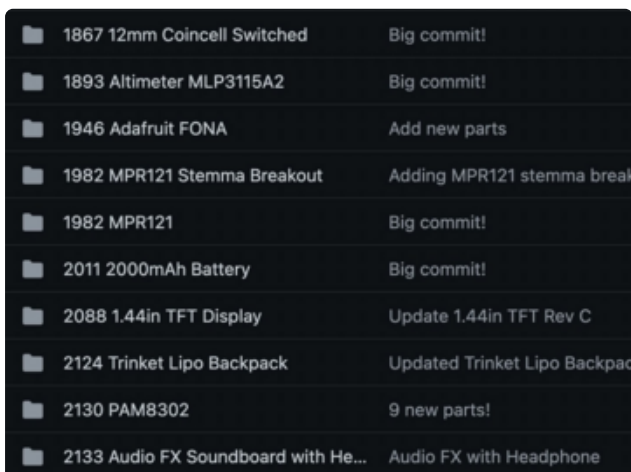 1867 12mm Coincell Switched Big commit!
1893 Altimeter MLP3115A2 Big commit!
1946 Adafruit FONA Add new parts
1982 MPR121 Stemma Breakout Adding MPR121 stemma break
1982 MPR121 Big commit!
2011 2000mAh Battery Big commit!
2088 1.44in TFT Display Update 1.44in TFT Rev C
2124 Trinket Lipo Backpack Updated Trinket Lipo Backpac
2130 PAM8302 9 new parts!
2133 Audio FX Soundboard with He... Audio FX with Headphone